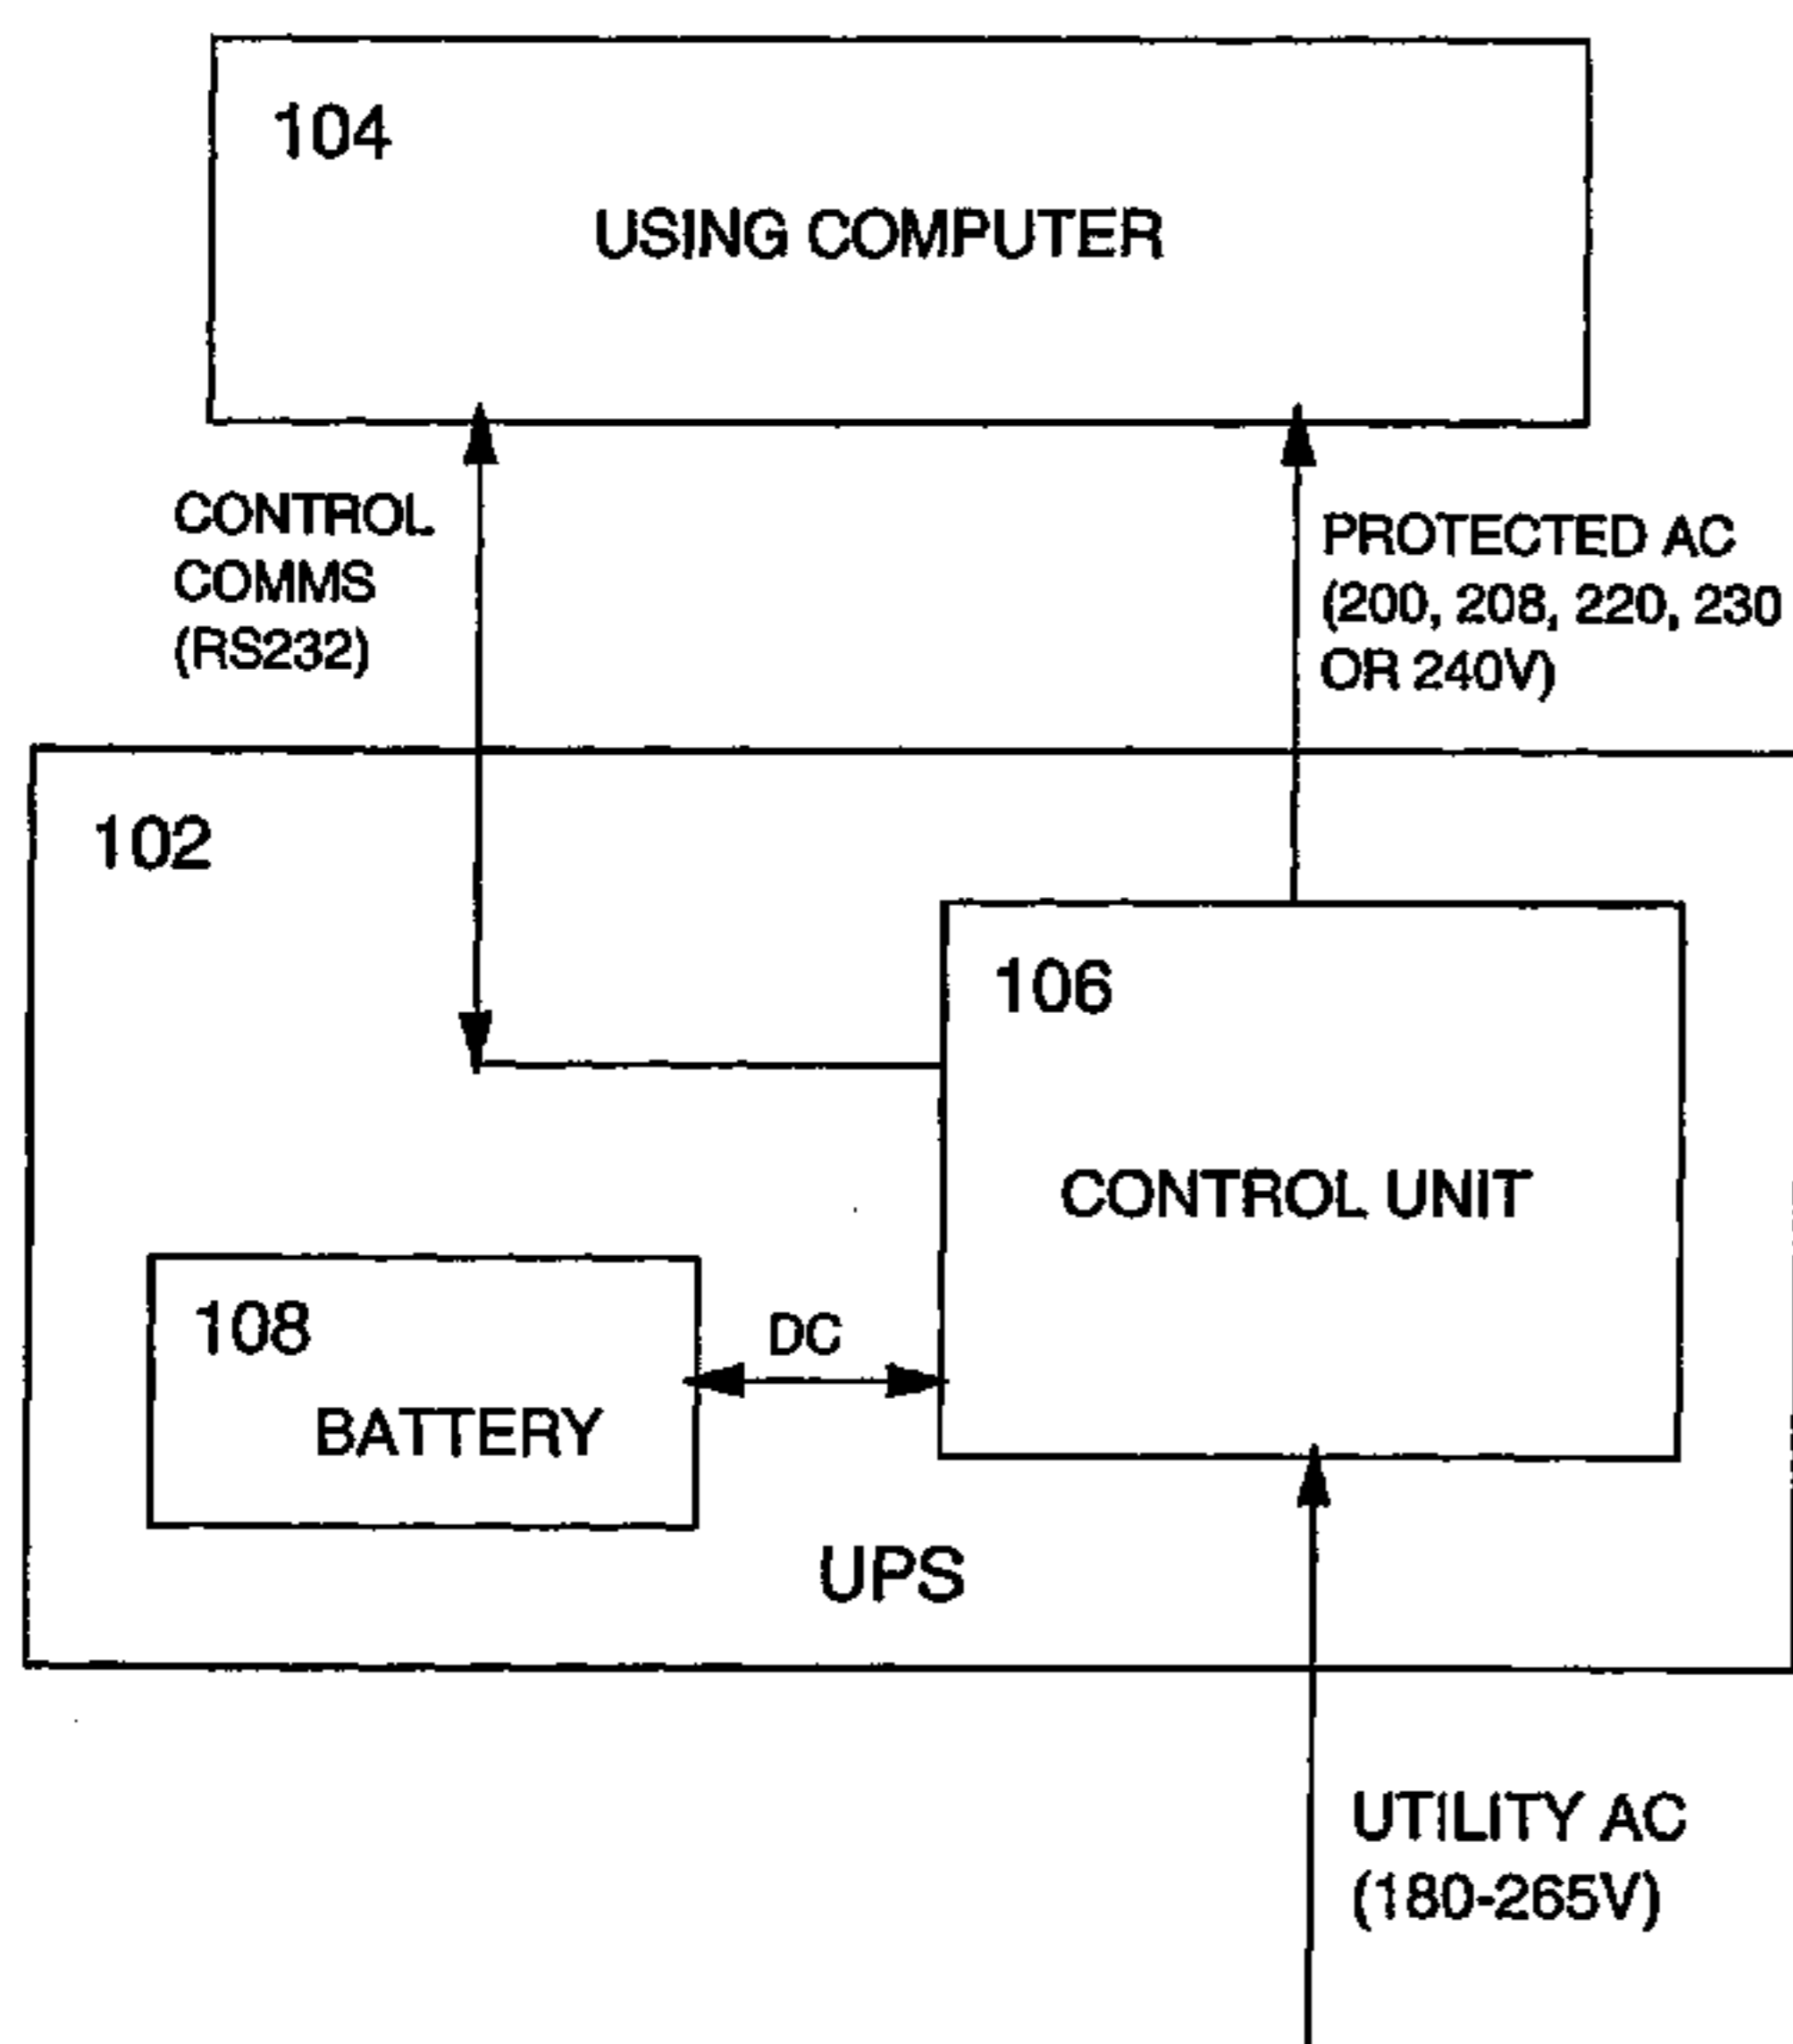 104
USING COMPUTER
CONTROL
COMMS
(RS232)
PROTECTED AC
(200, 208, 220, 230
OR 240V)
102
106
CONTROL UNIT
108
DC
BATTERY
UPS
UTILITY AC
(180-265V)